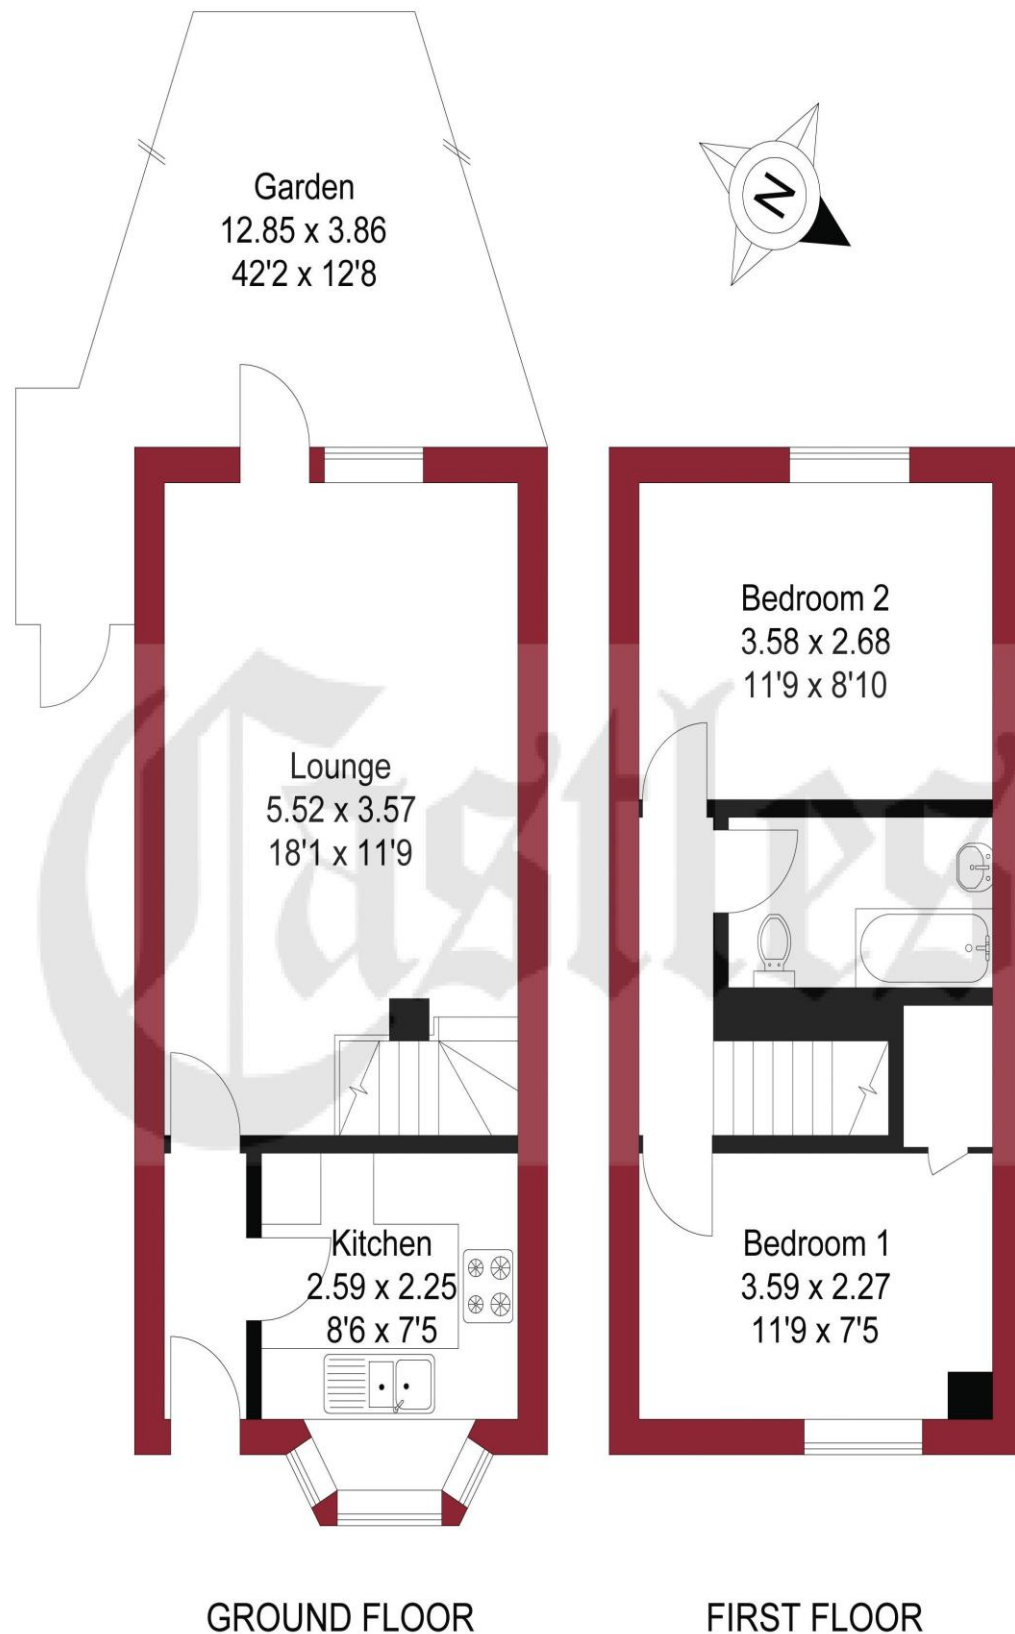 Garden
12.85 x 3.86
42'2 x 12'8
N
Bedroom 2
3.58 x 2.68
11'9 x 8'10
Lounge
5.52 x 3.57
18'1 x 11'9
Castles
Kitchen
2.59 x 2.25
8'6 x 7'5
Bedroom 1
3.59 x 2.27
11'9 x 7'5
GROUND FLOOR
FIRST FLOOR